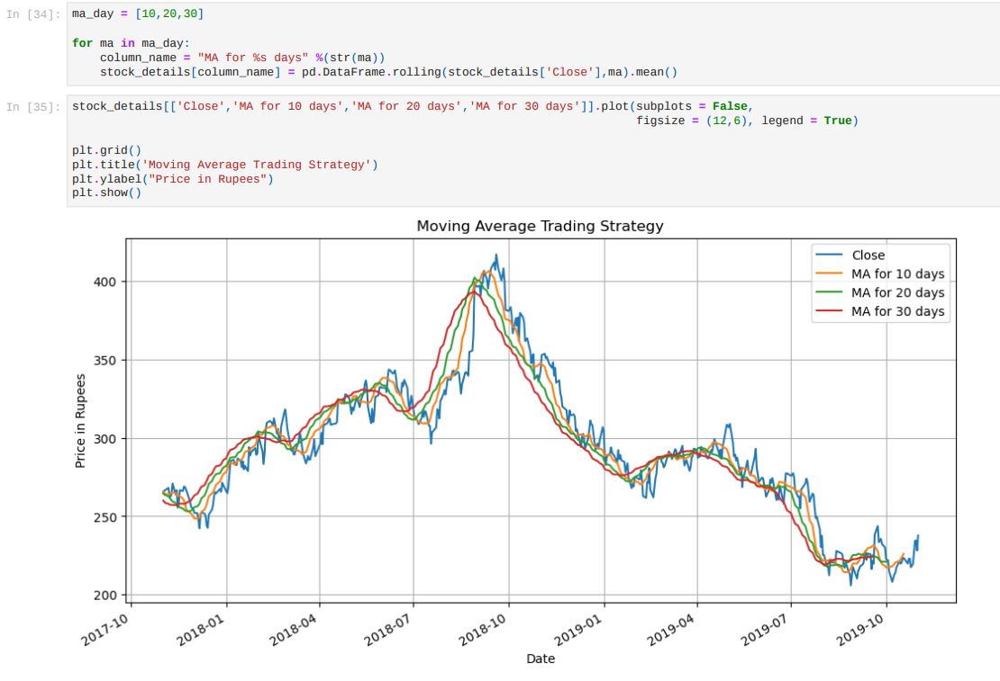 In [34]:
ma_day = [10,20,30]
for ma in ma_day:
    column_name = "MA for %s days" %(str(ma))
    stock_details[column_name] = pd.DataFrame.rolling(stock_details['Close'],ma).mean()
In [35]:
stock_details[['Close','MA for 10 days','MA for 20 days','MA for 30 days']].plot(subplots = False,
figsize = (12,6), legend = True)
plt.grid()
plt.title('Moving Average Trading Strategy')
plt.ylabel("Price in Rupees")
plt.show()
Moving Average Trading Strategy
Close
MA for 10 days
MA for 20 days
MA for 30 days
400
350
300
250
200
Price in Rupees
2017-10
2018-01
2018-04
2018-07
2018-10
2019-01
2019-04
2019-07
2019-10
Date